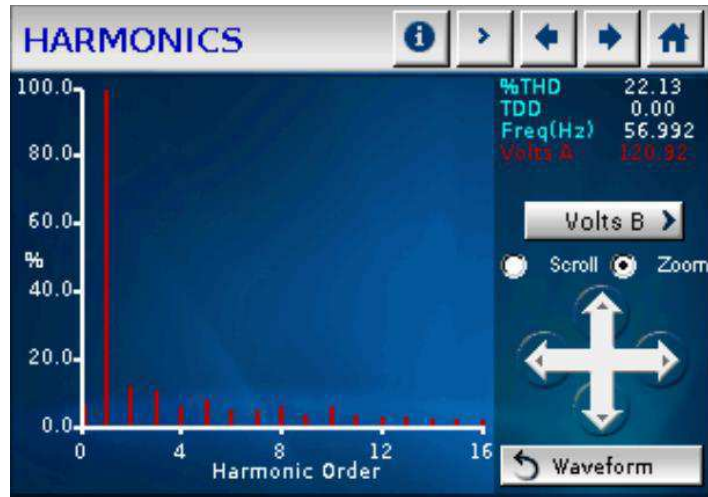 HARMONICS
100.0
80.0
60.0
%
40.0
20.0
0.0
0 4 8 12 16
Harmonic Order
%THD 22.13
TDD 0.00
Freq(Hz) 56.992
Volts A 120.92
Volts B
Scroll Zoom
Waveform